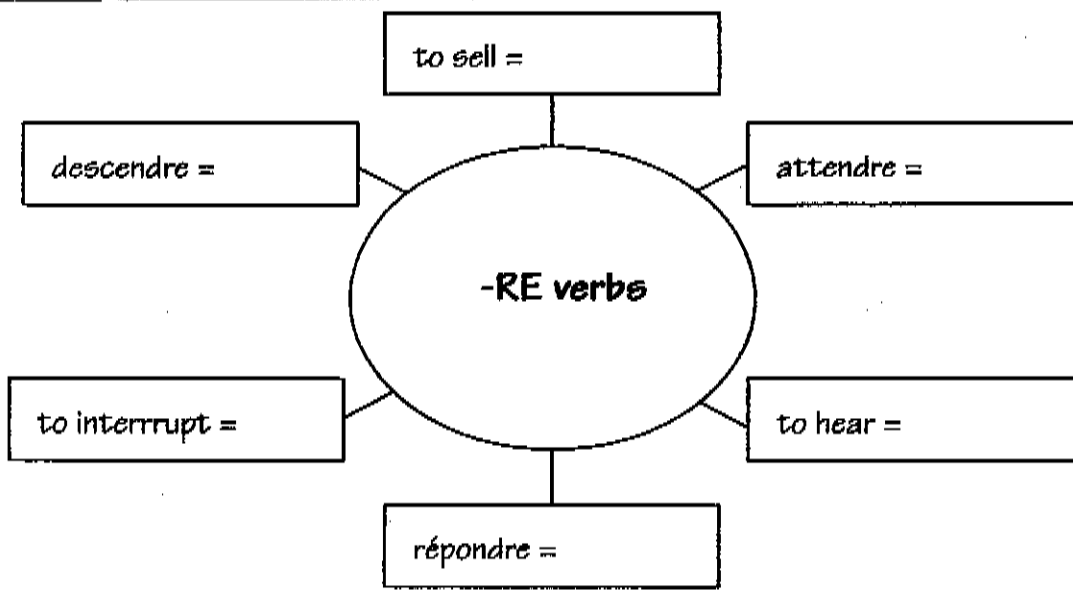 to sell =
descendre =
attendre =
-RE verbs
to interrrupt =
to hear =
répondre =